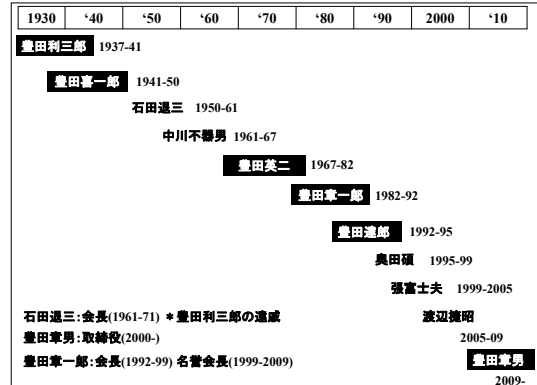 1930 '40 '50 '60 '70 '80 '90 2000 '10
豊田利三郎 1937-41
豊田喜一郎 1941-50
石田退三 1950-61
中川不器男 1961-67
豊田英二 1967-82
豊田章一郎 1982-92
豊田達郎 1992-95
奥田碩 1995-99
張富士夫 1999-2005
石田退三:会長(1961-71) *豊田利三郎の遠戚 渡辺捷昭
豊田章男:取締役(2000-) 2005-09
豊田章一郎:会長(1992-99) 名誉会長(1999-2009) 豊田章男
2009-